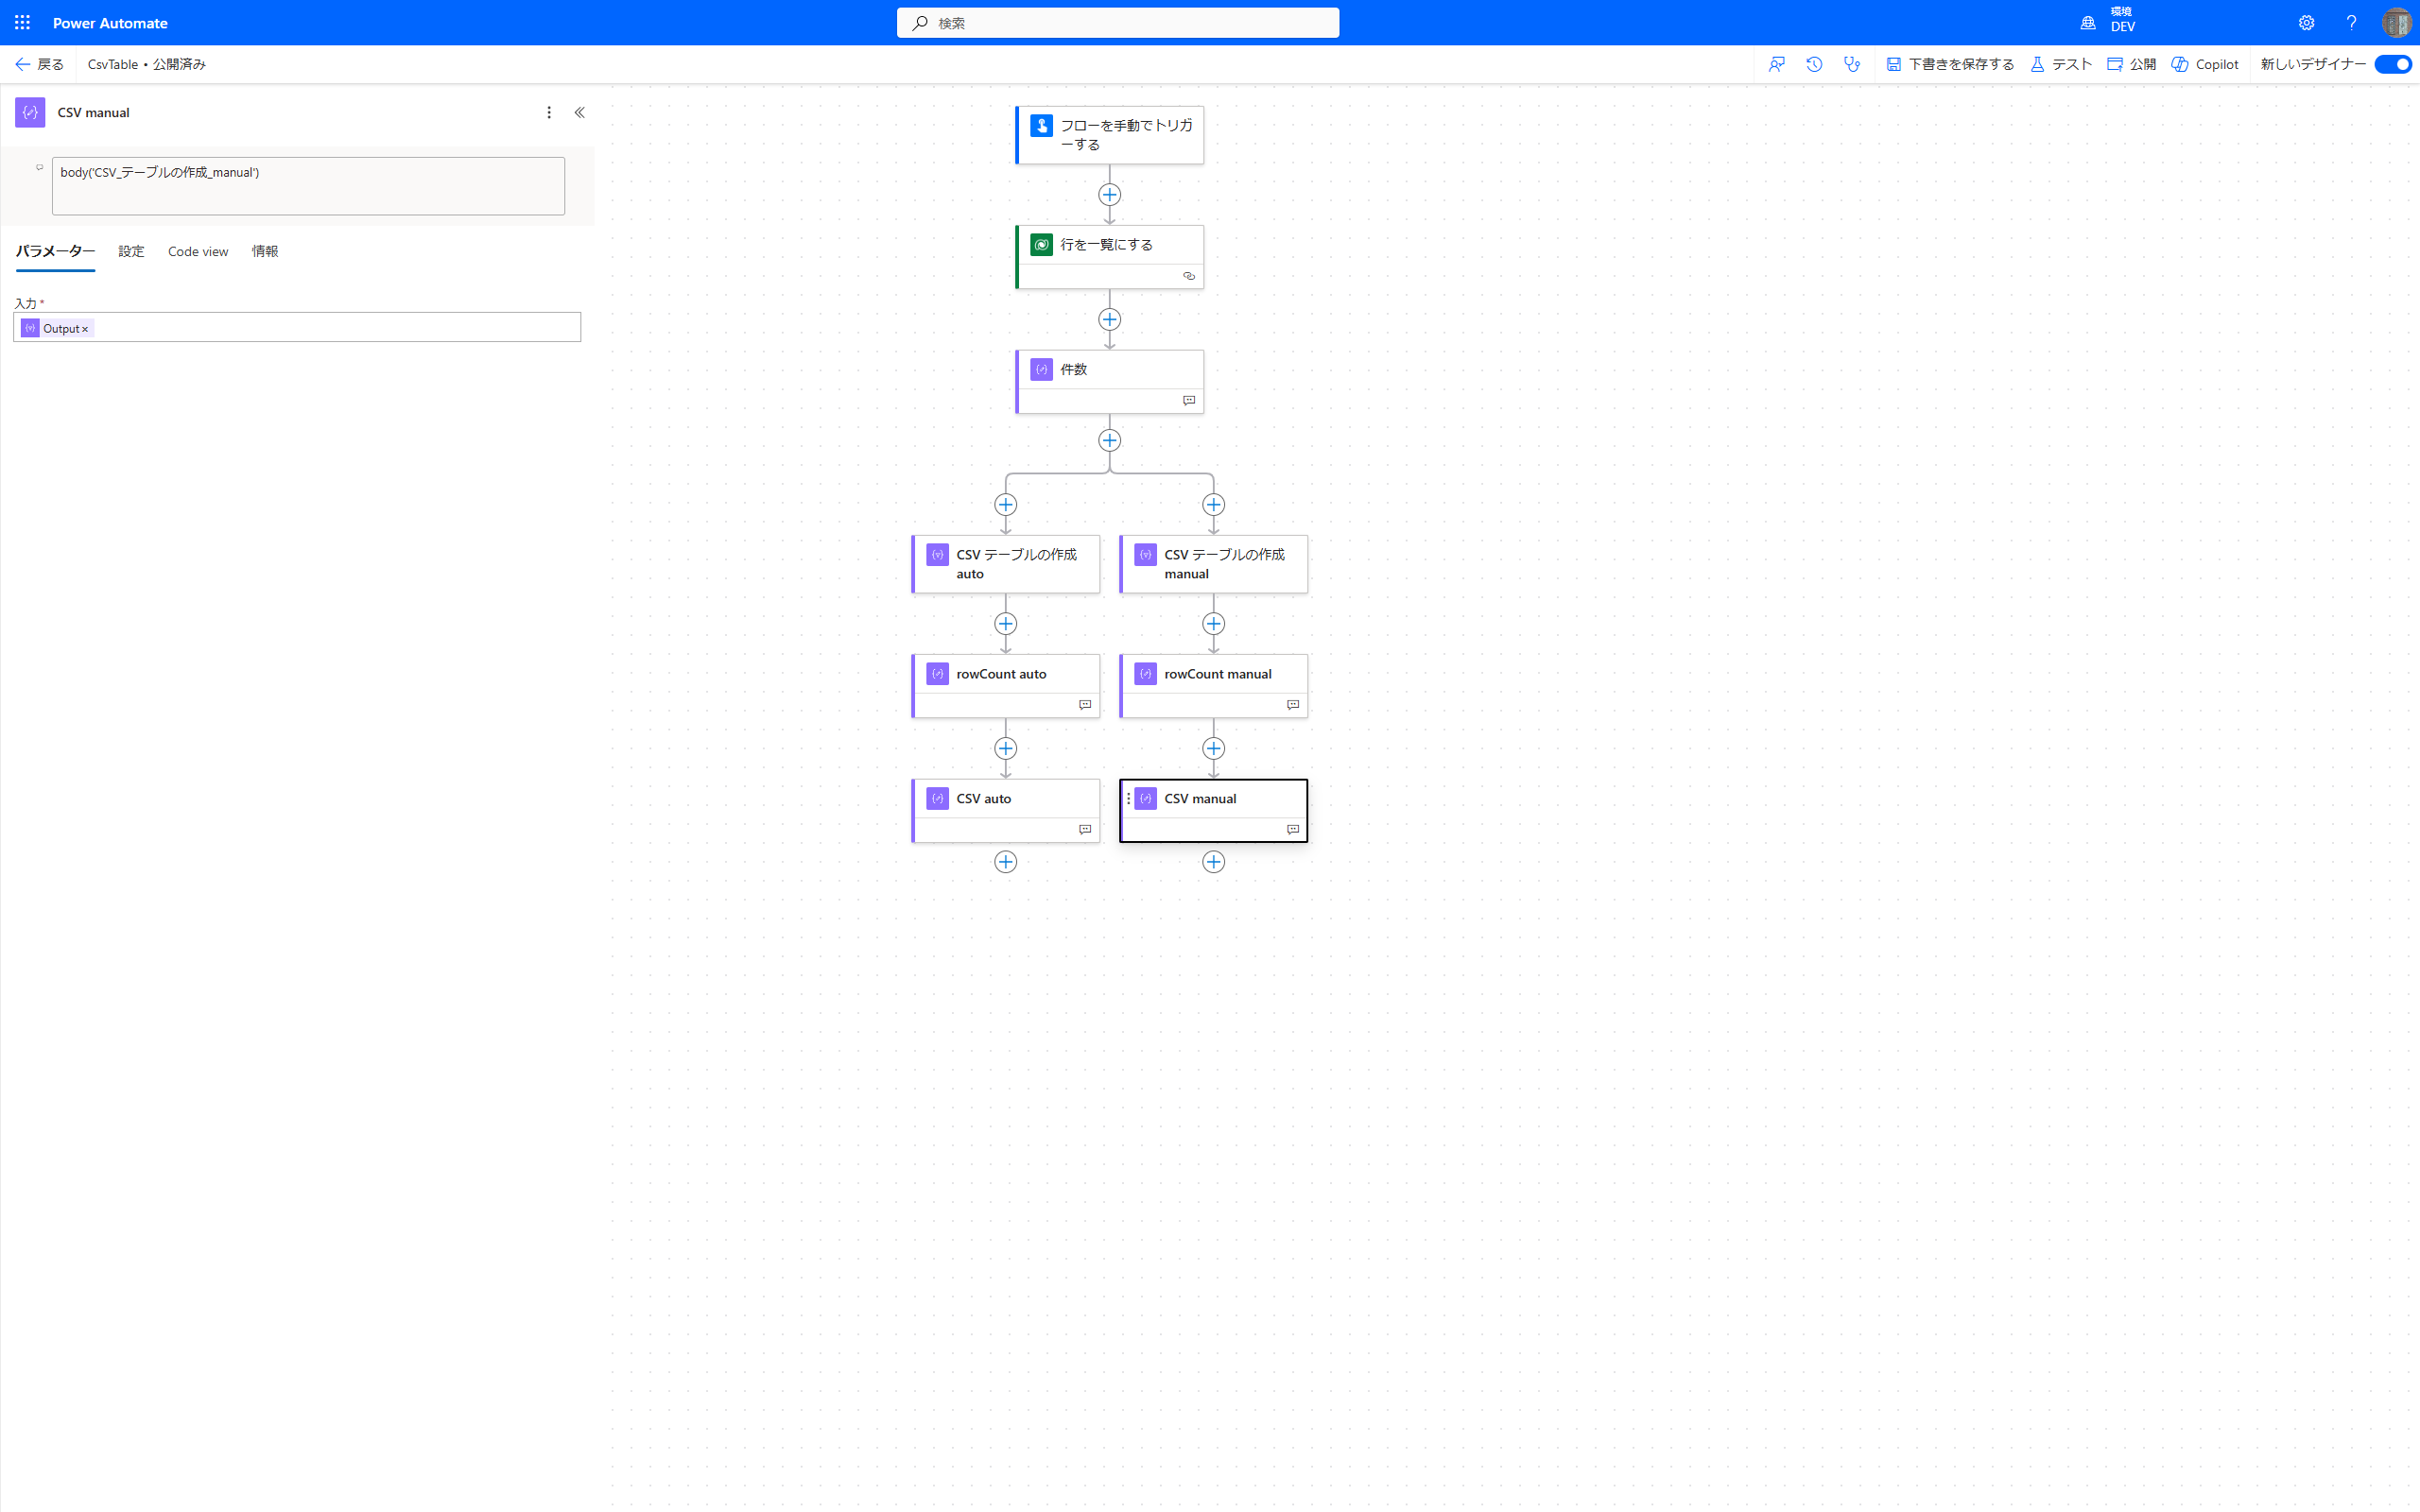 Power Automate
検索
環境
DEV
戻る
CsvTable • 公開済み
下書きを保存する
テスト
公開
Copilot
新しいデザイナー
CSV manual
body('CSV_テーブルの作成_manual')
パラメーター
設定
Code view
情報
入力 *
Output ×
フローを手動でトリガ
ーする
行を一覧にする
件数
CSV テーブルの作成
auto
CSV テーブルの作成
manual
rowCount auto
rowCount manual
CSV auto
CSV manual